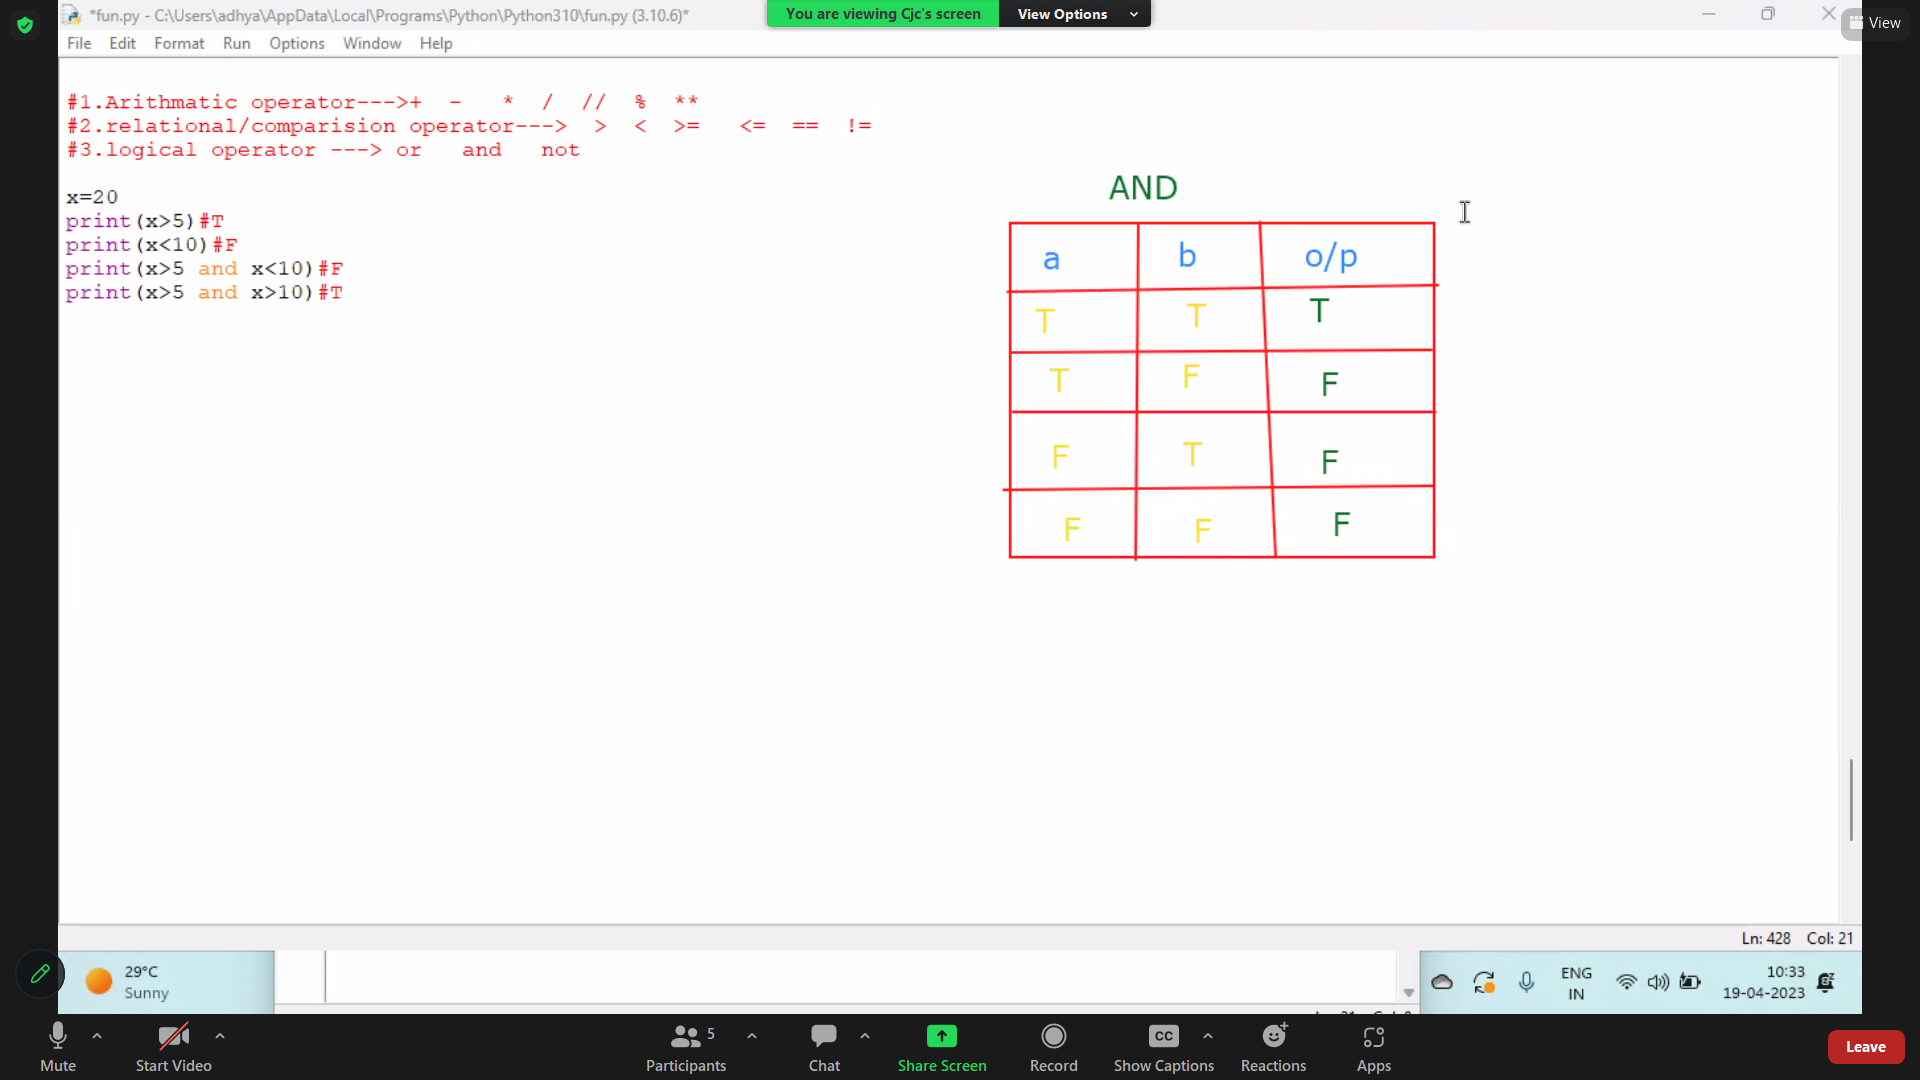 *fun.py - C:\Users\adhya\AppData\Local\Programs\Python\Python310\fun.py (3.10.6)*
You are viewing Cjc's screen
View Options
View
File Edit Format Run Options Window Help
#1.Arithmatic operator--->+ - * / // % **
#2.relational/comparision operator---> > < >= <= == !=
#3.logical operator ---> or and not
x=20
print(x>5)#T
print(x<10)#F
print(x>5 and x<10)#F
print(x>5 and x>10)#T
AND
a b o/p
T T T
T F F
F T F
F F F
Ln: 428 Col: 21
29°C
Sunny
ENG
IN
10:33
19-04-2023
Mute
Start Video
Participants 5
Chat
Share Screen
Record
CC
Show Captions
Reactions
Apps
Leave